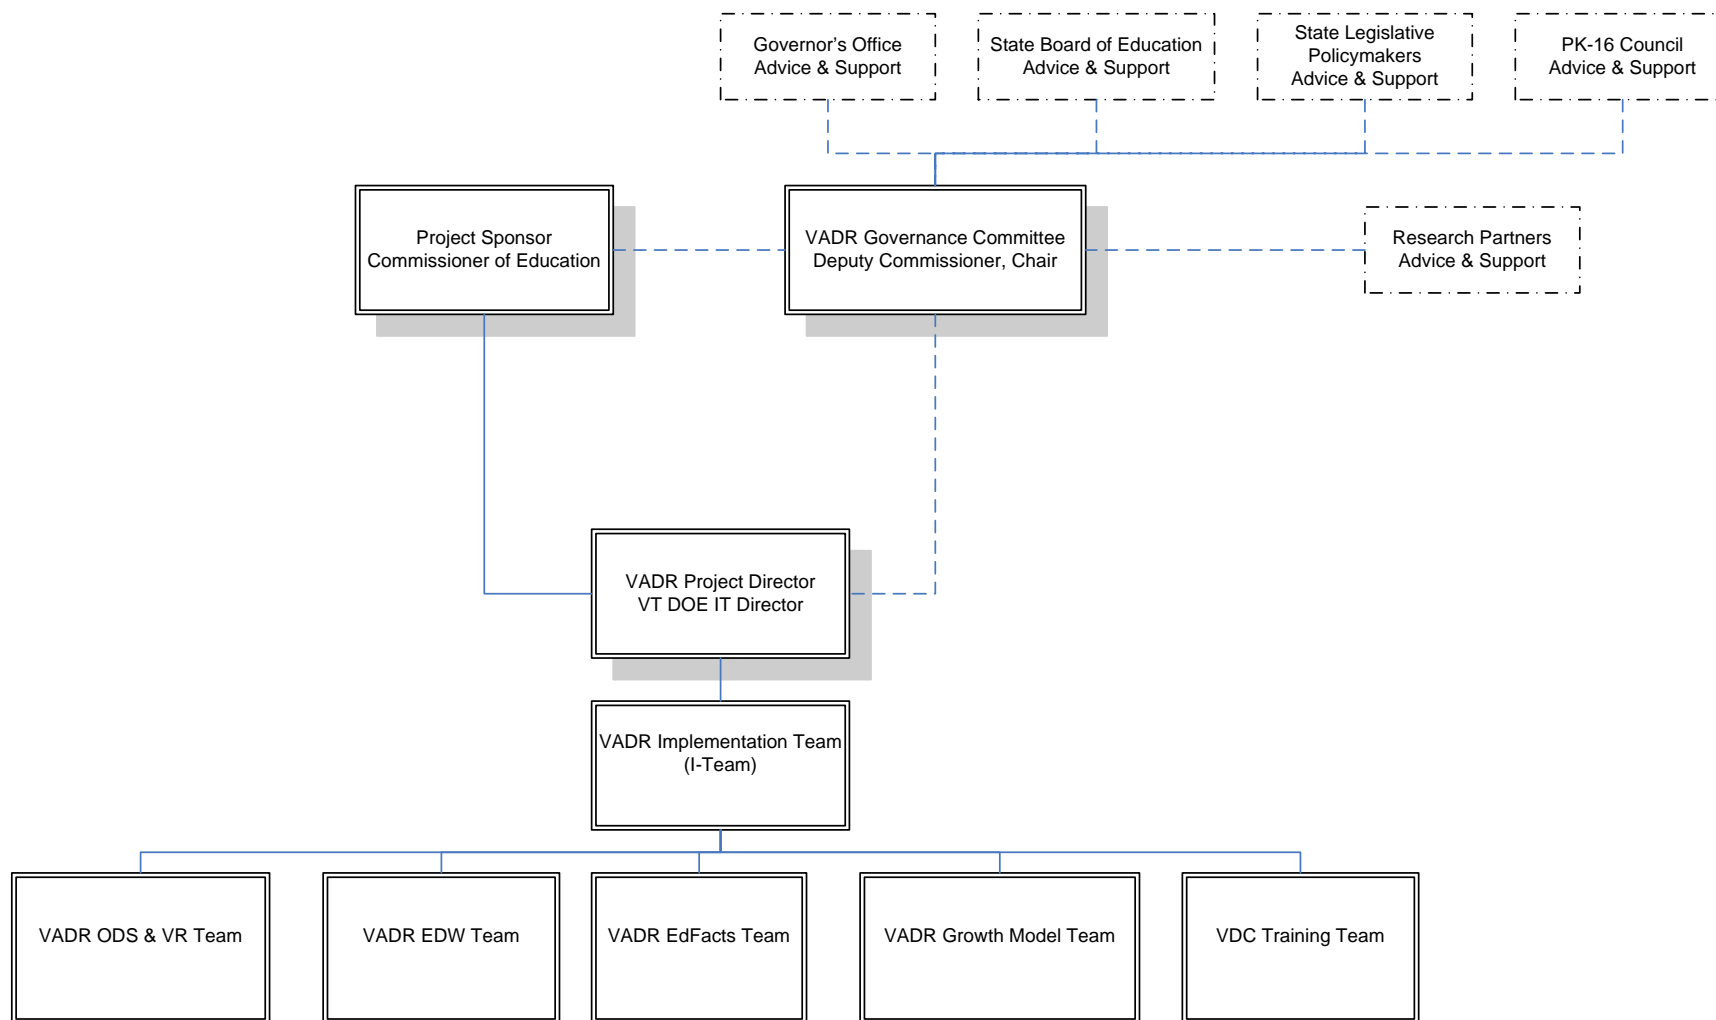 Governor's Office
Advice & Support
State Board of Education
Advice & Support
State Legislative
Policymakers
Advice & Support
PK-16 Council
Advice & Support
Project Sponsor
Commissioner of Education
VADR Governance Committee
Deputy Commissioner, Chair
Research Partners
Advice & Support
VADR Project Director
VT DOE IT Director
VADR Implementation Team
(I-Team)
VADR ODS & VR Team
VADR EDW Team
VADR EdFacts Team
VADR Growth Model Team
VDC Training Team